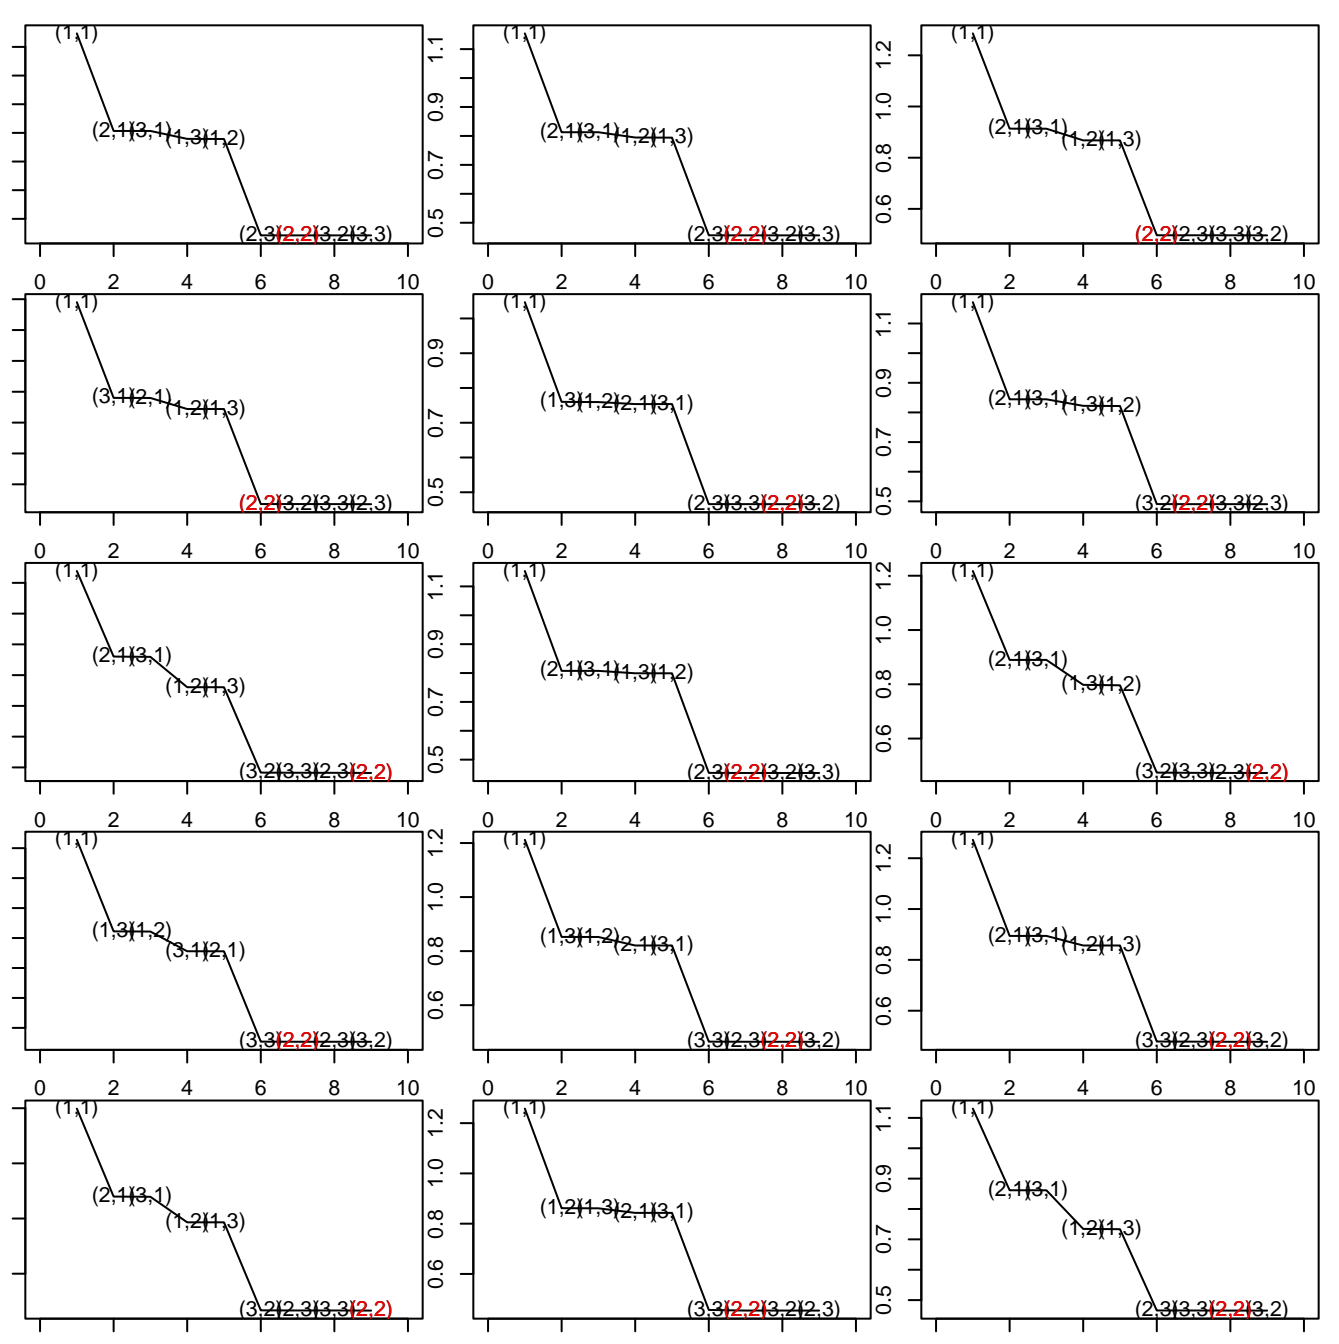 (1,1) (1,1) (1,1)
(2,1) (3,1) (1,3) (1,2) 1.1 0.9 0.7 0.5 (2,1) (3,1) (1,2) (1,3) 1.2 1.0 0.8 0.6 (2,1) (3,1) (1,2) (1,3)
(2,3) (2,2) (3,2) (3,3) (2,3) (2,2) (3,2) (3,3) (2,2) (2,3) (3,3) (3,2)
0 2 4 6 8 10 0 2 4 6 8 10 0 2 4 6 8 10
(1,1) (1,1) (1,1)
(3,1) (2,1) (1,2) (1,3) 0.9 0.7 0.5 (1,3) (1,2) (2,1) (3,1) 1.1 0.9 0.7 0.5 (2,1) (3,1) (1,3) (1,2)
(2,2) (3,2) (3,3) (2,3) (2,3) (3,3) (2,2) (3,2) (3,2) (2,2) (3,3) (2,3)
0 2 4 6 8 10 0 2 4 6 8 10 0 2 4 6 8 10
(1,1) (1,1) (1,1)
(2,1) (3,1) (1,2) (1,3) 1.1 0.9 0.7 0.5 (2,1) (3,1) (1,3) (1,2) 1.2 1.0 0.8 0.6 (2,1) (3,1) (1,3) (1,2)
(3,2) (3,3) (2,3) (2,2) (2,3) (2,2) (3,2) (3,3) (3,2) (3,3) (2,3) (2,2)
0 2 4 6 8 10 0 2 4 6 8 10 0 2 4 6 8 10
(1,1) (1,1) (1,1)
(1,3) (1,2) (3,1) (2,1) 1.2 1.0 0.8 0.6 (1,3) (1,2) (2,1) (3,1) 1.2 1.0 0.8 0.6 (2,1) (3,1) (1,2) (1,3)
(3,3) (2,2) (2,3) (3,2) (3,3) (2,3) (2,2) (3,2) (3,3) (2,3) (2,2) (3,2)
0 2 4 6 8 10 0 2 4 6 8 10 0 2 4 6 8 10
(1,1) (1,1) (1,1)
(2,1) (3,1) (1,2) (1,3) 1.2 1.0 0.8 0.6 (1,2) (1,3) (2,1) (3,1) 1.1 0.9 0.7 0.5 (2,1) (3,1) (1,2) (1,3)
(3,2) (2,3) (3,3) (2,2) (3,3) (2,2) (3,2) (2,3) (2,3) (3,3) (2,2) (3,2)